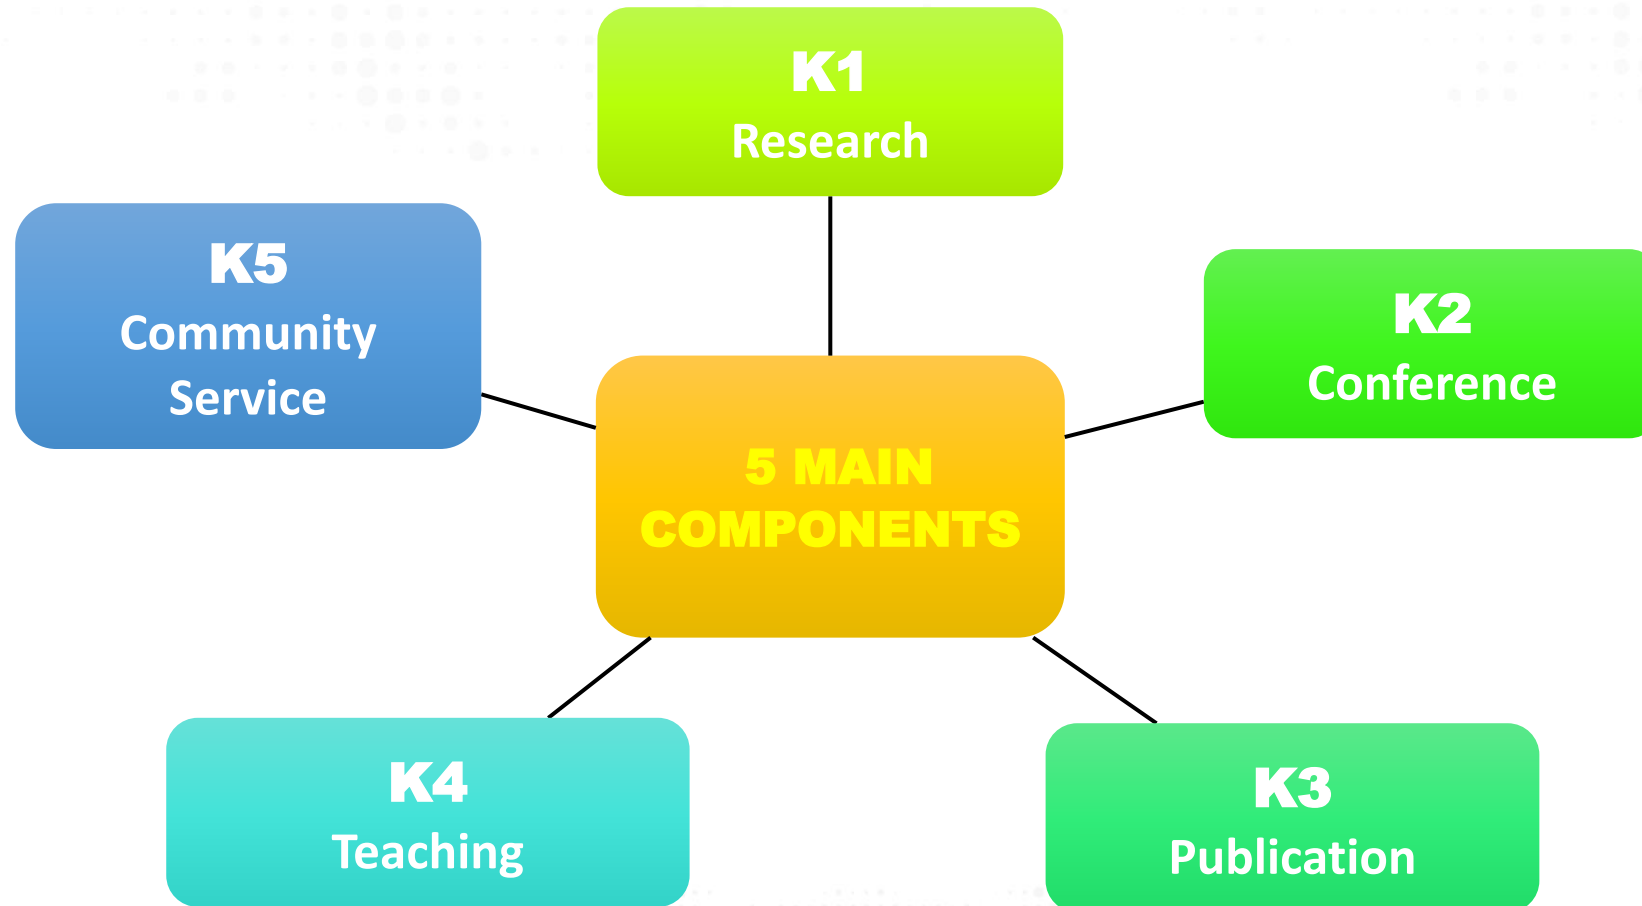 K1
Research
K5
Community
Service
K2
Conference
5 MAIN
COMPONENTS
K4
Teaching
K3
Publication